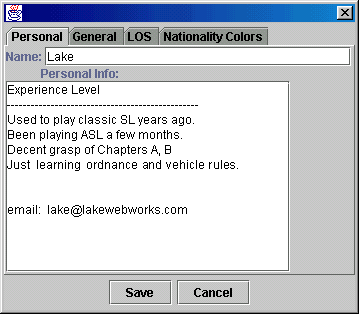 Personal General LOS Nationality Colors
Name: Lake
Personal Info:
Experience Level
------------------------------------------------
Used to play classic SL years ago.
Been playing ASL a few months.
Decent grasp of Chapters A, B
Just learning ordnance and vehicle rules.
email: lake@lakewebworks.com
Save Cancel